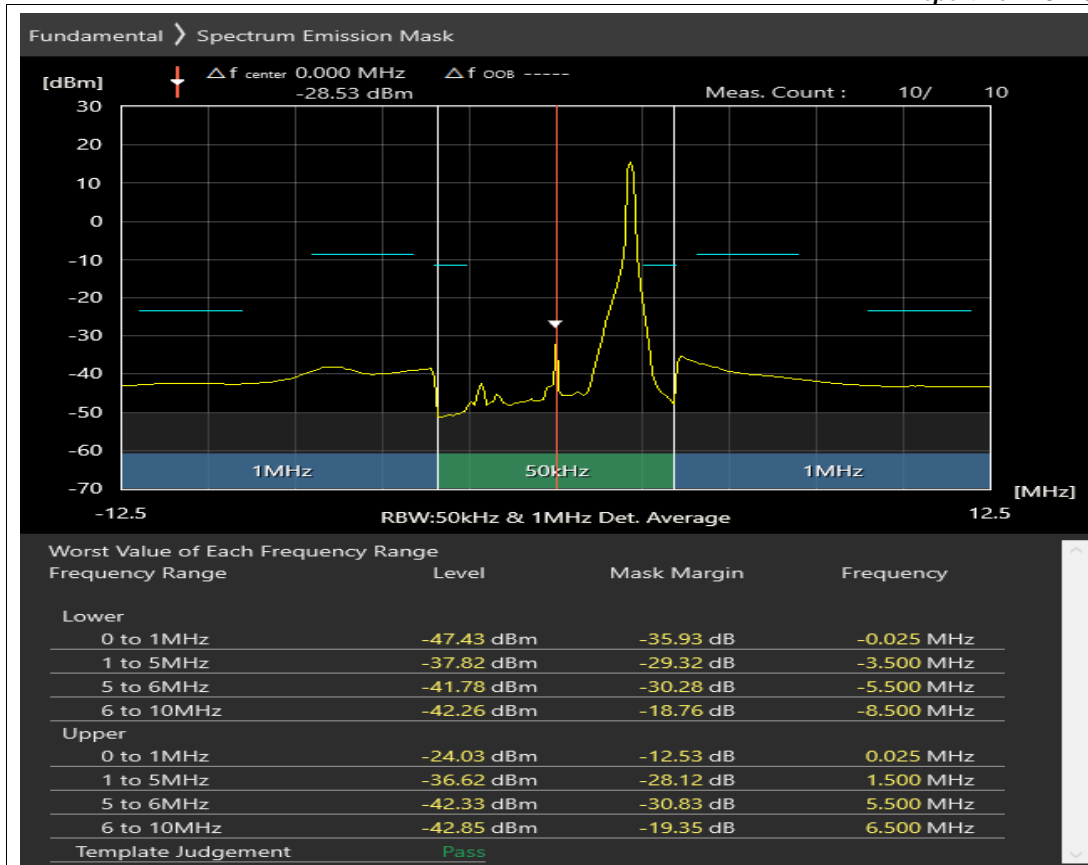 Fundamental ❯ Spectrum Emission Mask
△ f center 0.000 MHz △ f OOB -----
[dBm]
-28.53 dBm Meas. Count : 10/ 10
30
20
10
0
-10
-20
-30
-40
-50
-60
1MHz 50kHz 1MHz
-70
[MHz]
-12.5 RBW:50kHz & 1MHz Det. Average 12.5
Worst Value of Each Frequency Range
Frequency Range Level Mask Margin Frequency
Lower
0 to 1MHz -47.43 dBm -35.93 dB -0.025 MHz
1 to 5MHz -37.82 dBm -29.32 dB -3.500 MHz
5 to 6MHz -41.78 dBm -30.28 dB -5.500 MHz
6 to 10MHz -42.26 dBm -18.76 dB -8.500 MHz
Upper
0 to 1MHz -24.03 dBm -12.53 dB 0.025 MHz
1 to 5MHz -36.62 dBm -28.12 dB 1.500 MHz
5 to 6MHz -42.33 dBm -30.83 dB 5.500 MHz
6 to 10MHz -42.85 dBm -19.35 dB 6.500 MHz
Template Judgement Pass